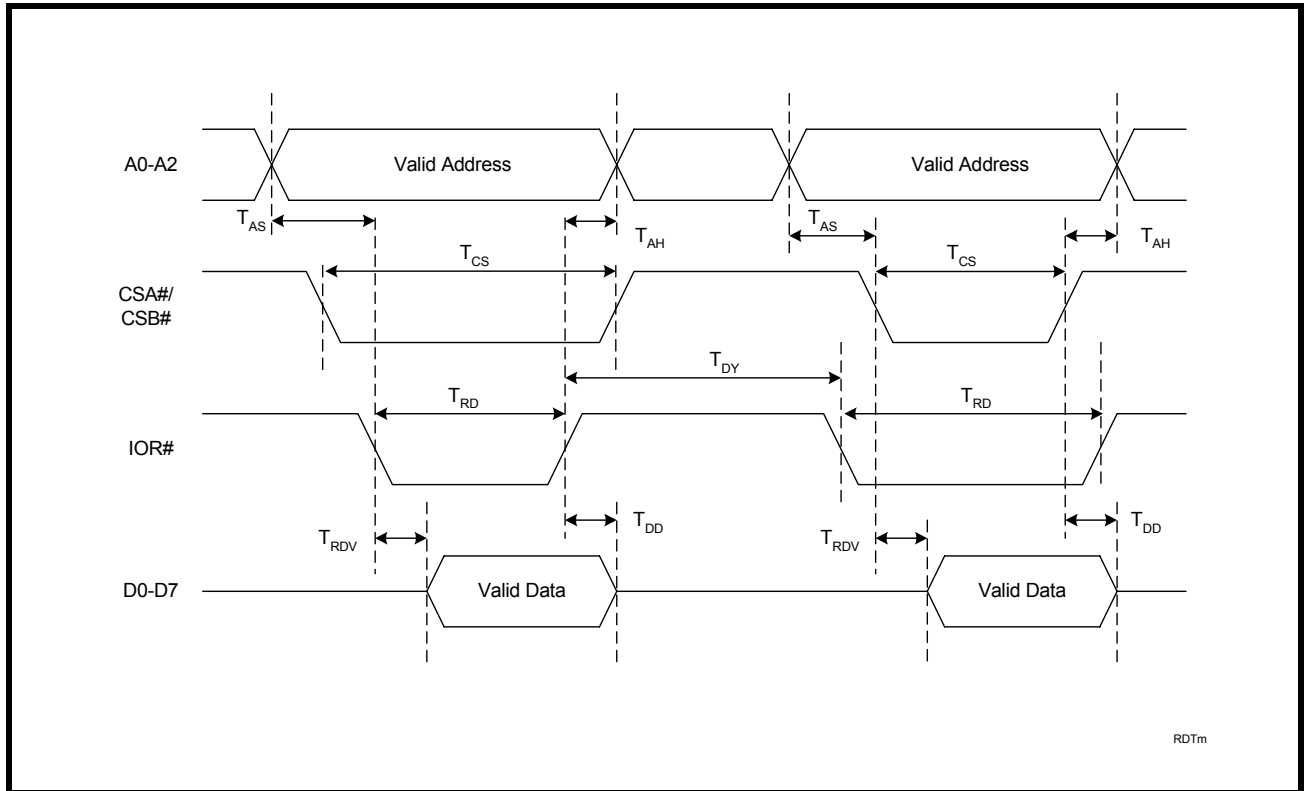 A0-A2
Valid Address
Valid Address
TAS
TAH
TAS
TAH
TCS
TCS
CSA#/
CSB#
TDY
TRD
TRD
IOR#
TRDV
TDD
TRDV
TDD
D0-D7
Valid Data
Valid Data
RDTm